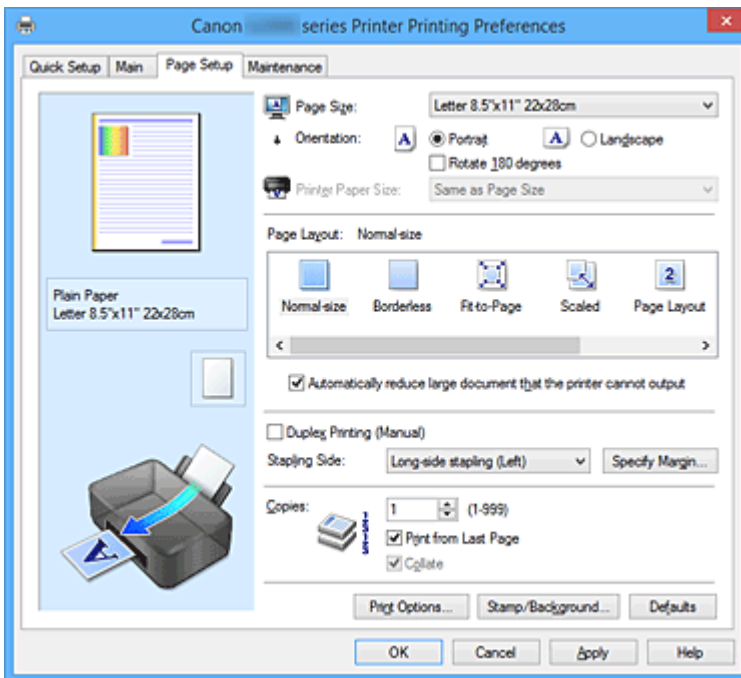 Canon series Printer Printing Preferences
Quick Setup Main Page Setup Maintenance
Page Size: Letter 8.5"x11" 22x28cm
Orientation: A Portrait A Landscape
Rotate 180 degrees
Printer Paper Size: Same as Page Size
Page Layout: Normal-size
2
Normal-size Borderless Fit-to-Page Scaled Page Layout
Plain Paper
Letter 8.5"x11" 22x28cm
Automatically reduce large document that the printer cannot output
Duplex Printing (Manual)
Stapling Side: Long-side stapling (Left) Specify Margin...
Copies: 1 (1-999)
Print from Last Page
Collate
A
Print Options... Stamp/Background... Defaults
OK Cancel Apply Help